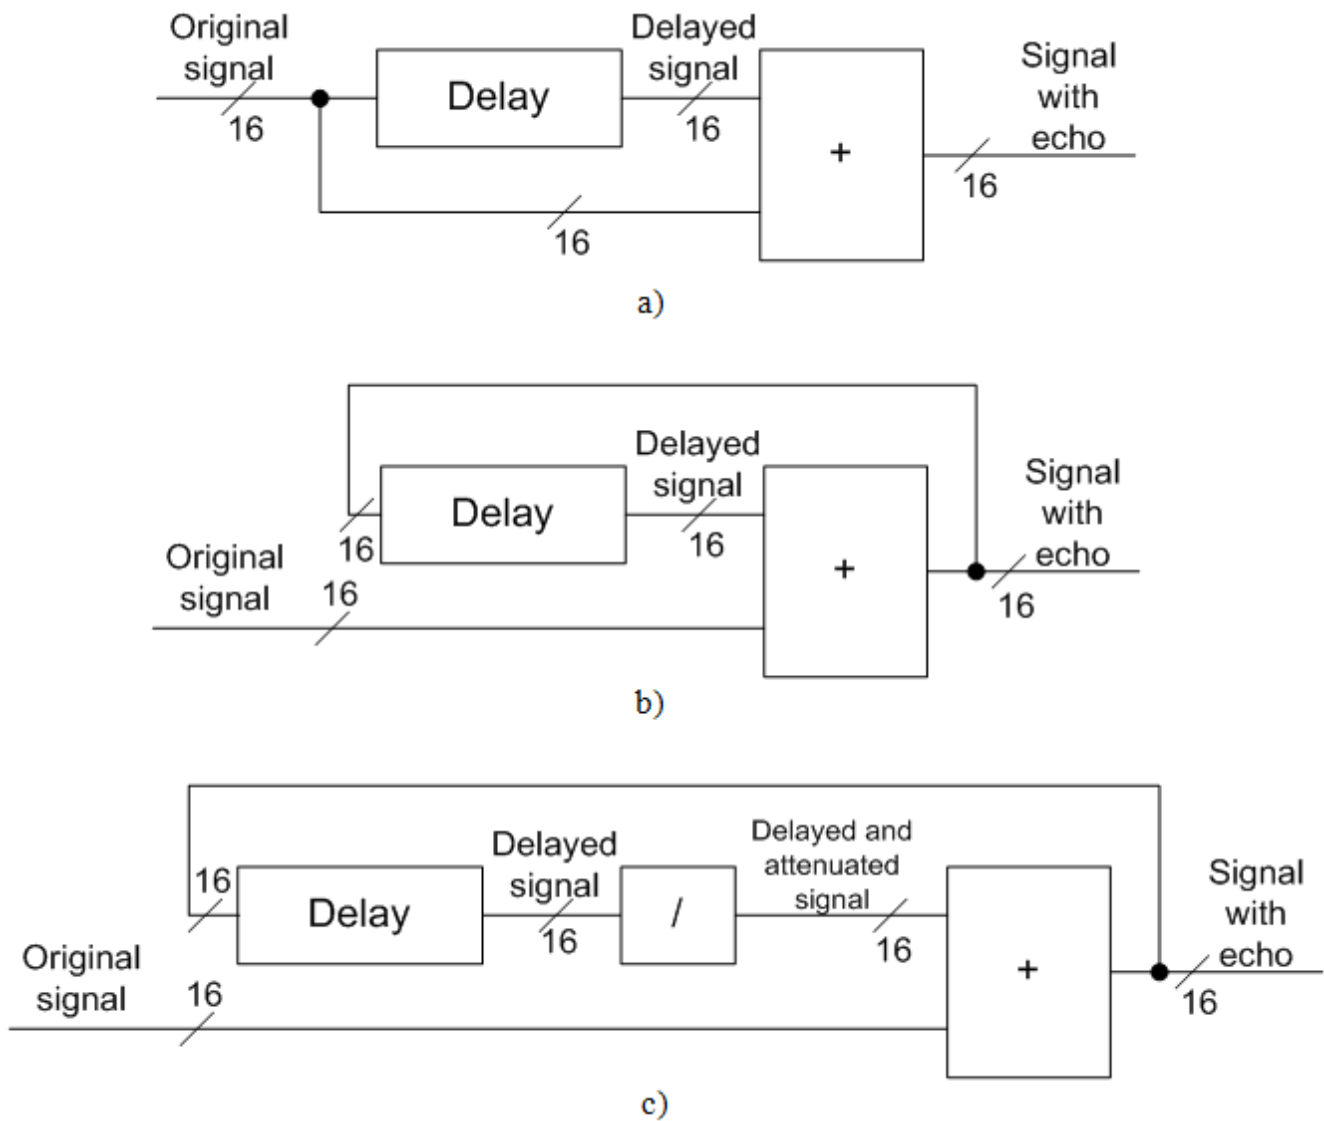 Original
signal
16
Delay
Delayed
signal
16
16
+
Signal
with
echo
16
a)
Original
signal
16
16
Delay
Delayed
signal
16
+
Signal
with
echo
16
b)
Original
signal
16
16
Delay
Delayed
signal
16
/
Delayed and
attenuated
signal
16
+
Signal
with
echo
16
c)